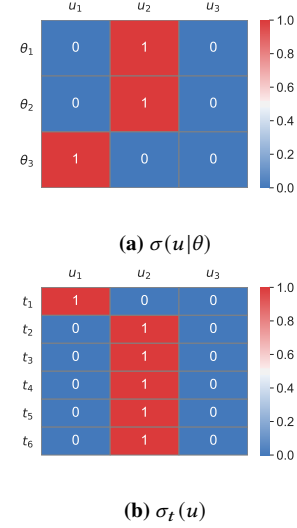 u₁ u₂ u₃
θ₁ 0 1 0
θ₂ 0 1 0
θ₃ 1 0 0
1.0
0.8
0.6
0.4
0.2
0.0
(a) σ(u|θ)
u₁ u₂ u₃
t₁ 1 0 0
t₂ 0 1 0
t₃ 0 1 0
t₄ 0 1 0
t₅ 0 1 0
t₆ 0 1 0
1.0
0.8
0.6
0.4
0.2
0.0
(b) σₜ(u)